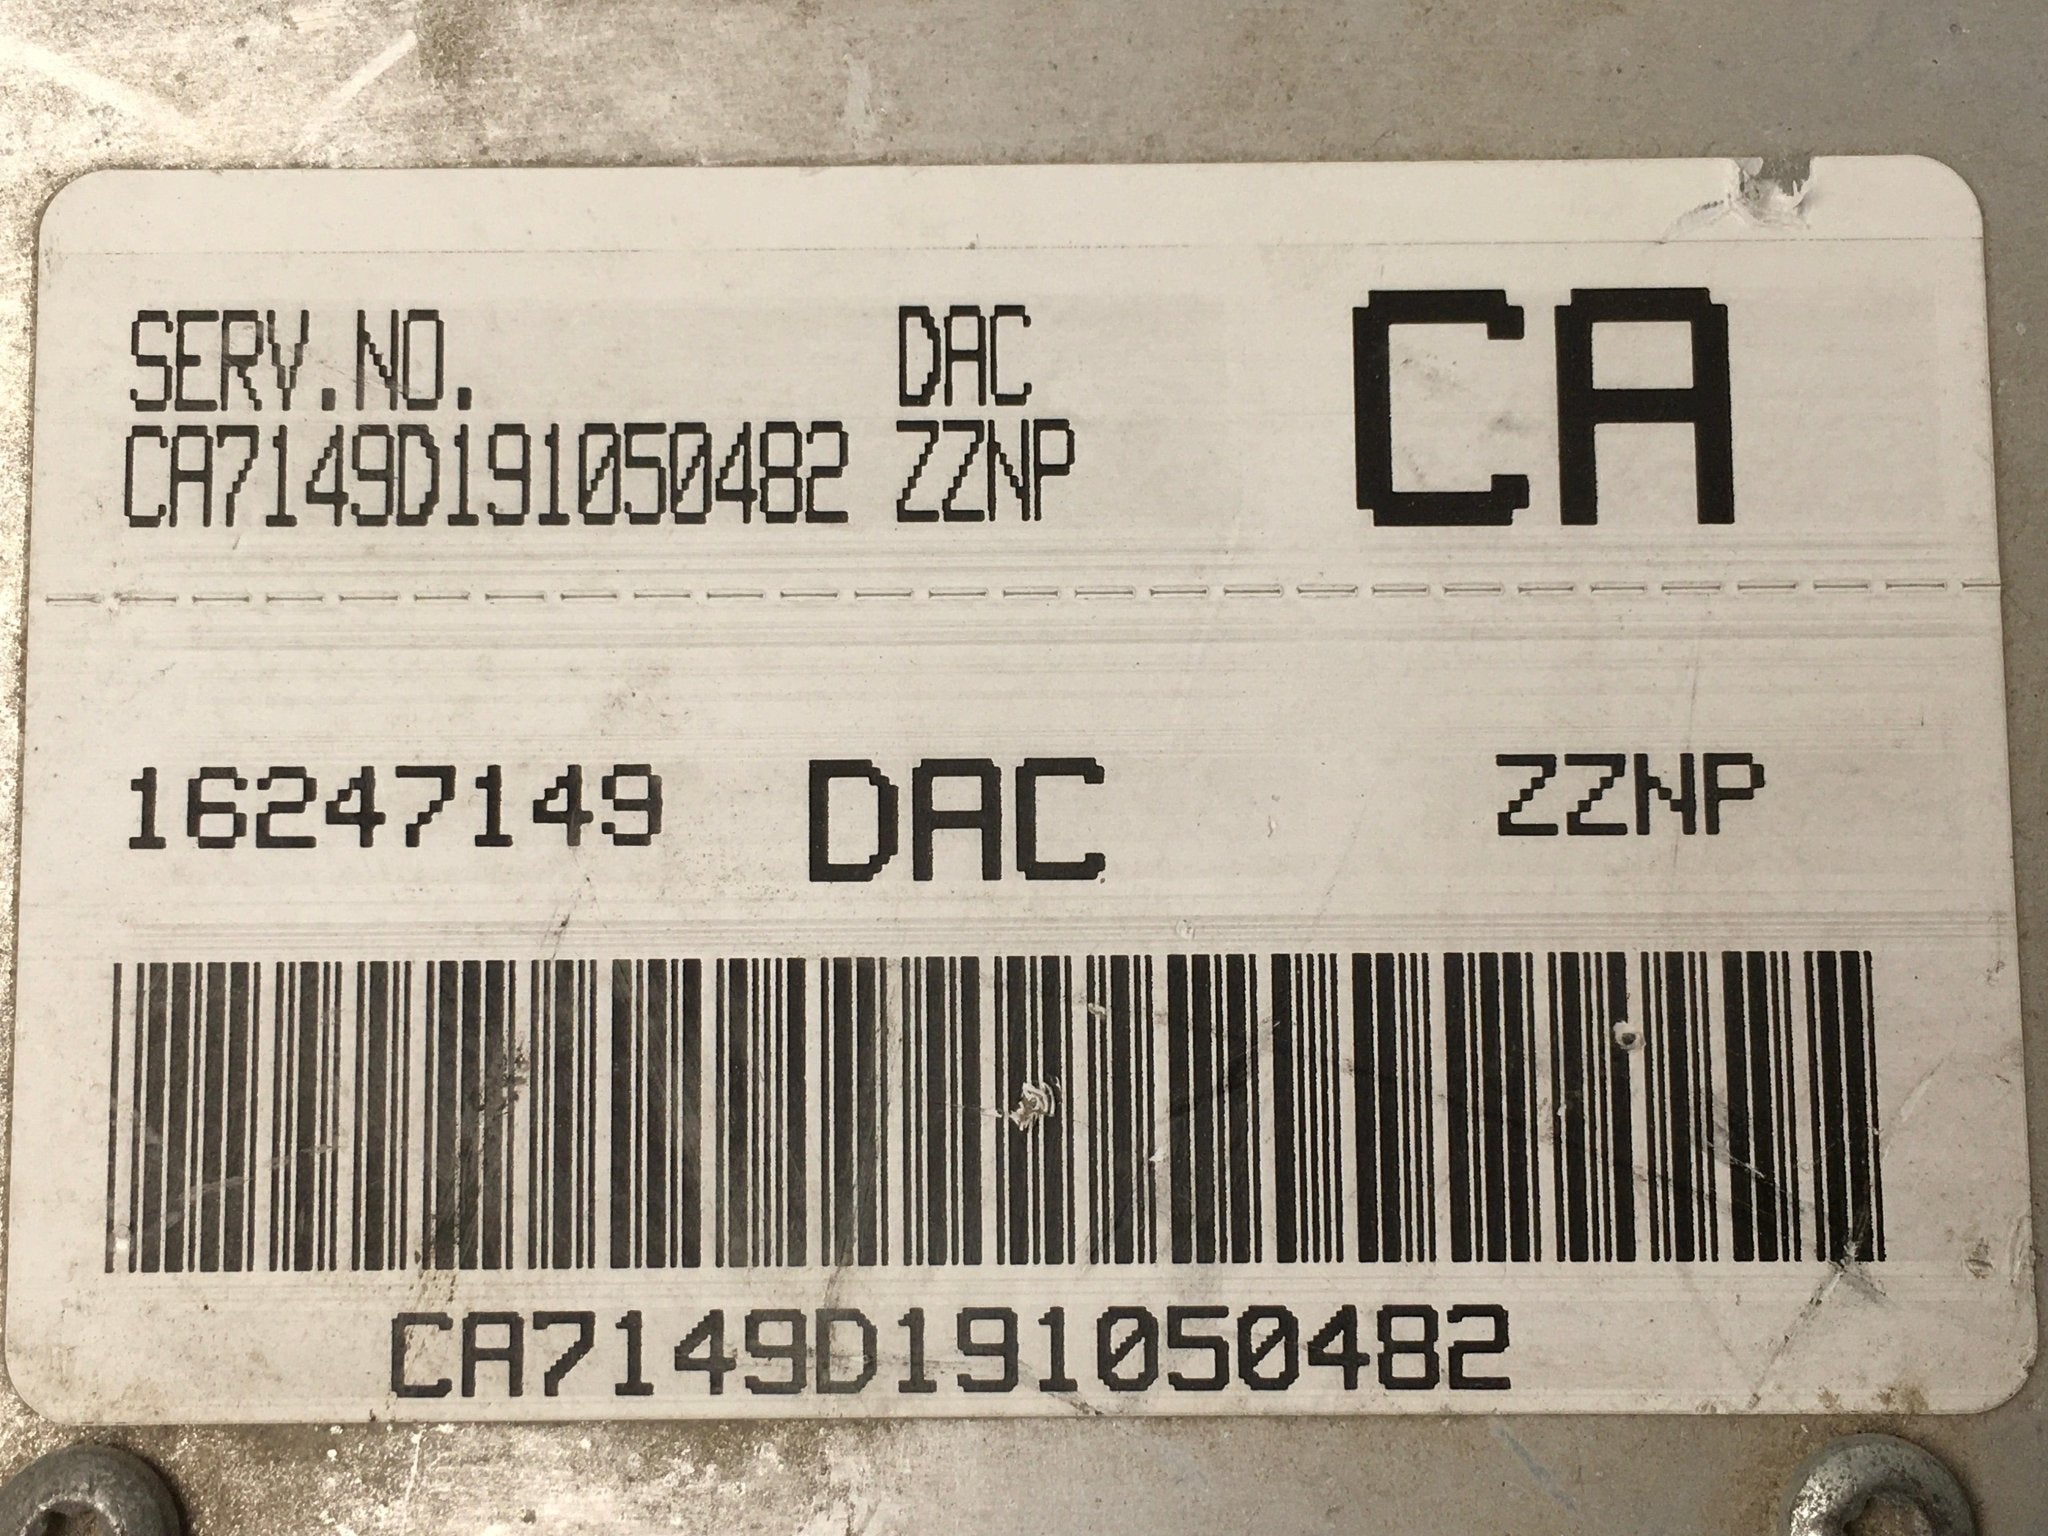 SERV.NO. DAC CA
CA7149D191050482 ZZNP
16247149 DAC ZZNP
CA7149D191050482